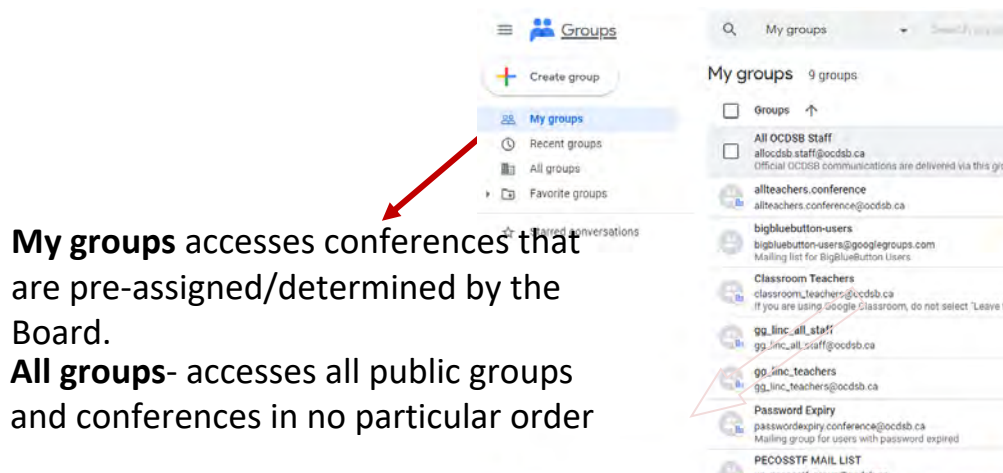 Groups
My groups
Create group
My groups 9 groups
My groups
Recent groups
All groups
Favorite groups
Starred conversations
Groups
All OCDSB Staff
allocdsb.staff@ocdsb.ca
Official OCDSB communications are delivered via this gro
allteachers.conference
allteachers.conference@ocdsb.ca
bigbluebutton-users
bigbluebutton-users@googlegroups.com
Mailing list for BigBlueButton Users
Classroom Teachers
classroom_teachers@ocdsb.ca
If you are using Google Classroom, do not select "Leave
gg_linc_all_staff
gg_linc_all_staff@ocdsb.ca
gg_linc_teachers
gg_linc_teachers@ocdsb.ca
Password Expiry
passwordexpiry.conference@ocdsb.ca
Mailing group for users with password expired
PECOSSTF MAIL LIST
My groups accesses conferences that
are pre-assigned/determined by the
Board.
All groups- accesses all public groups
and conferences in no particular order